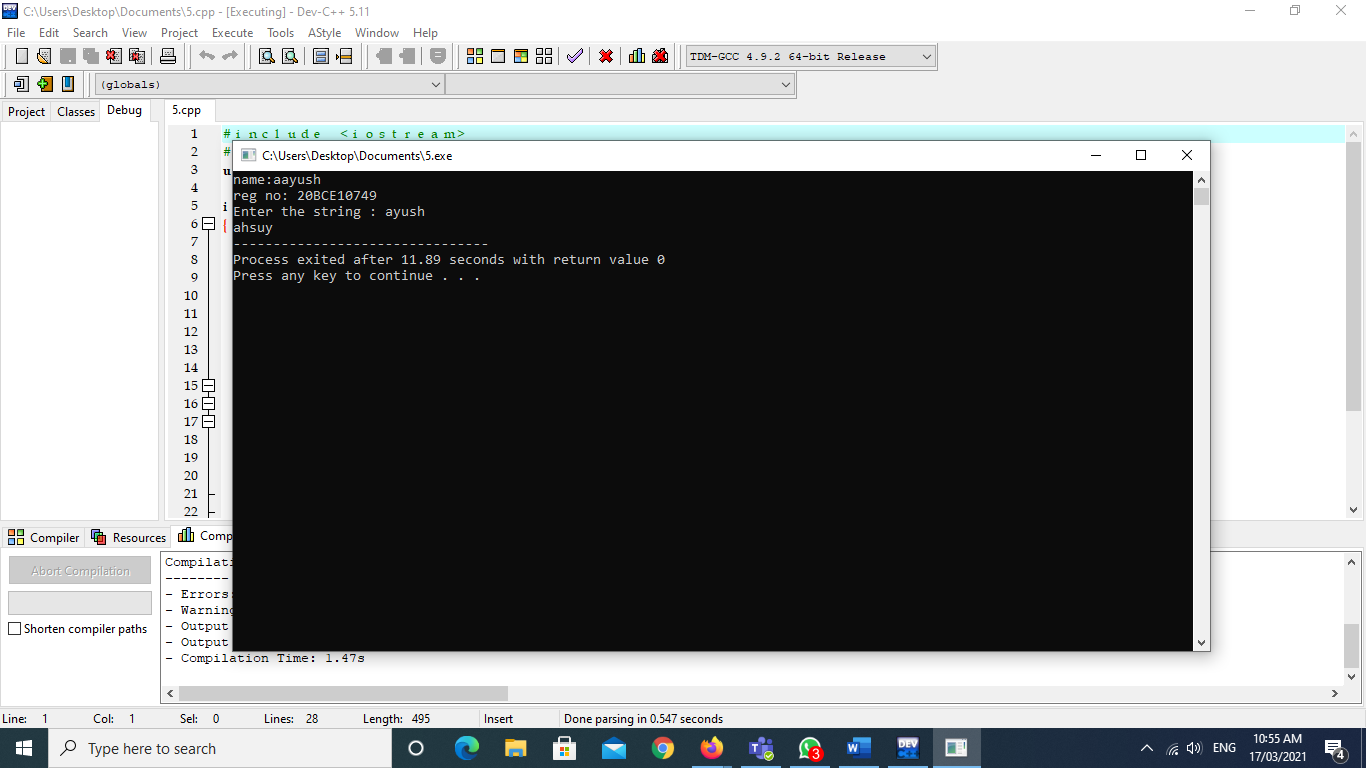 C:\Users\Desktop\Documents\5.cpp - [Executing] - Dev-C++ 5.11
File Edit Search View Project Execute Tools AStyle Window Help
TDM-GCC 4.9.2 64-bit Release
(globals)
Project Classes Debug 5.cpp
1 #include <iostream>
2 #
3 u
4
5 i
6 {
7
8
9
10
11
12
13
14
15
16
17
18
19
20
21
22
C:\Users\Desktop\Documents\5.exe
name:aayush
reg no: 20BCE10749
Enter the string : ayush
ahsuy
--------------------------------
Process exited after 11.89 seconds with return value 0
Press any key to continue . . .
Compiler Resources Comp
Abort Compilation
Shorten compiler paths
Compilati
--------
- Errors:
- Warning
- Output
- Output
- Compilation Time: 1.47s
Line: 1 Col: 1 Sel: 0 Lines: 28 Length: 495 Insert Done parsing in 0.547 seconds
Type here to search
DEV
3
ENG
10:55 AM
17/03/2021
4